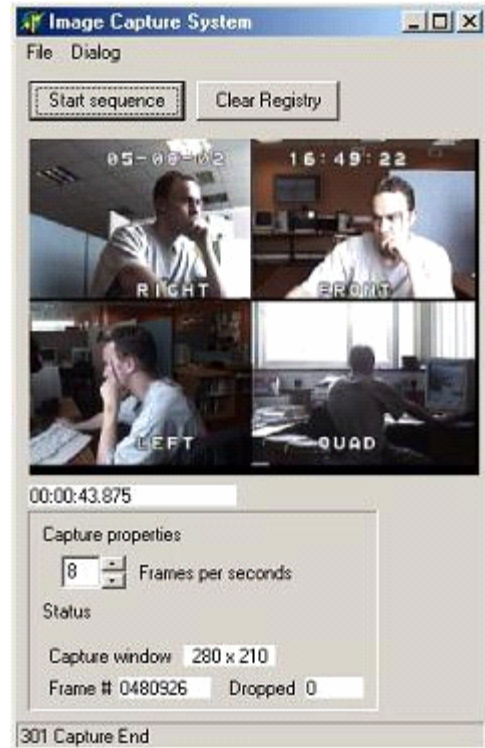 Image Capture System
File Dialog
Start sequence Clear Registry
05-08-02 16:49:22
RIGHT FRONT
LEFT QUAD
00:00:43.875
Capture properties
8 Frames per seconds
Status
Capture window 280 x 210
Frame # 0480926 Dropped 0
301 Capture End